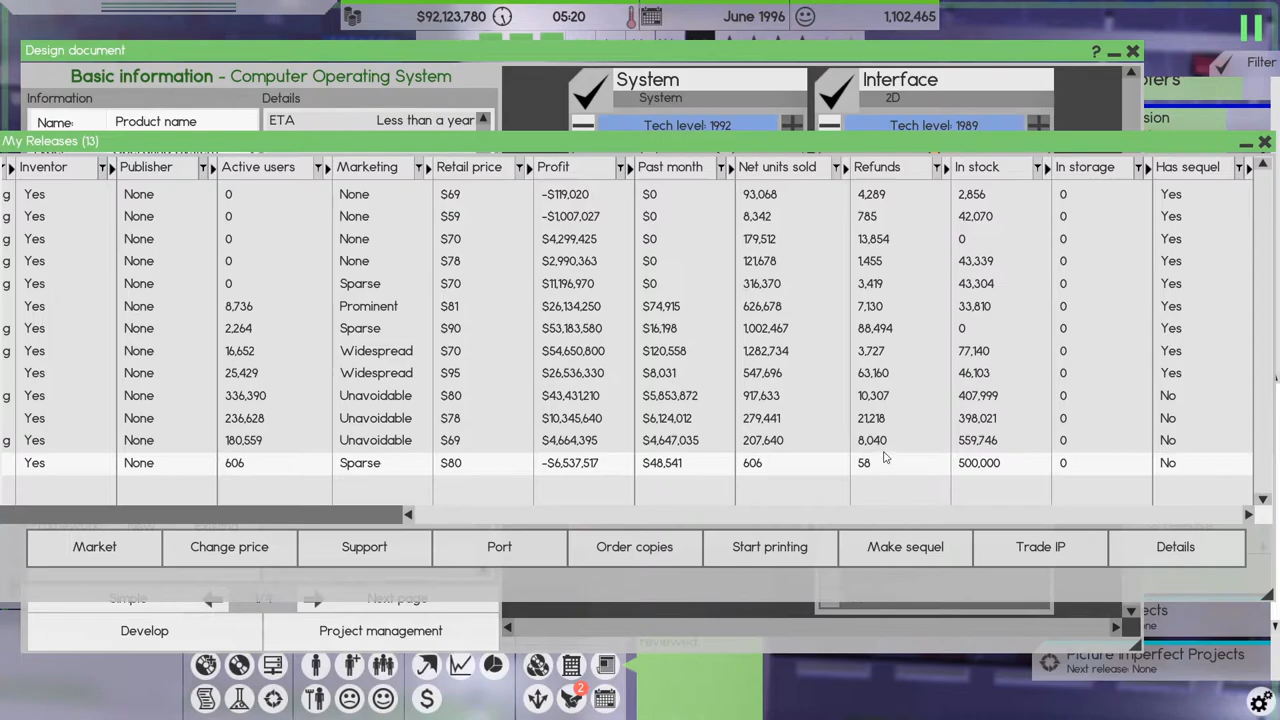 $92,123,780 05:20 June 1996 1,102,465
Design document ?
Filter
Basic information - Computer Operating System
Information Details
Name: Product name ETA Less than a year
System
System
Tech level: 1992
Interface
2D
Tech level: 1989
My Releases (13)
Inventor Publisher Active users Marketing Retail price Profit Past month Net units sold Refunds In stock In storage Has sequel
Yes None 0 None $69 -$119,020 $0 93,068 4,289 2,856 0 Yes
Yes None 0 None $59 -$1,007,027 $0 8,342 785 42,070 0 Yes
Yes None 0 None $70 $4,299,425 $0 179,512 13,854 0 0 Yes
Yes None 0 None $78 $2,990,363 $0 121,678 1,455 43,339 0 Yes
g Yes None 0 Sparse $70 $11,196,970 $0 316,370 3,419 43,304 0 Yes
Yes None 8,736 Prominent $81 $26,134,250 $74,915 626,678 7,130 33,810 0 Yes
g Yes None 2,264 Sparse $90 $53,183,580 $16,198 1,002,467 88,494 0 0 Yes
g Yes None 16,652 Widespread $70 $54,650,800 $120,558 1,282,734 3,727 77,140 0 Yes
Yes None 25,429 Widespread $95 $26,536,330 $8,031 547,696 63,160 46,103 0 Yes
g Yes None 336,390 Unavoidable $80 $43,431,210 $5,853,872 917,633 10,307 407,999 0 No
Yes None 236,628 Unavoidable $78 $10,345,640 $6,124,012 279,441 21,218 398,021 0 No
g Yes None 180,559 Unavoidable $69 $4,664,395 $4,647,035 207,640 8,040 559,746 0 No
Yes None 606 Sparse $80 -$6,537,517 $48,541 606 58 500,000 0 No
Market Change price Support Port Order copies Start printing Make sequel Trade IP Details
Simple Next page
Develop Project management
reviewed
Picture Imperfect Projects
Next release: None
2